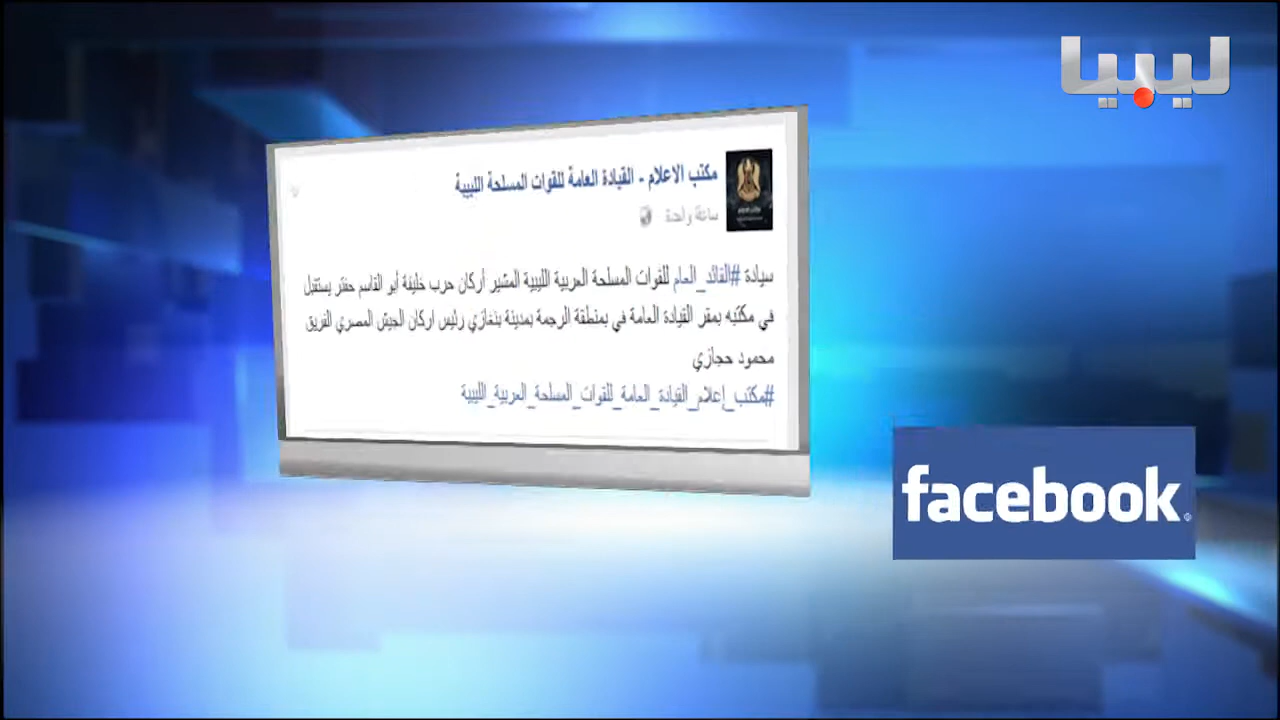 ليبيا
مكتب الاعلام - القيادة العامة للقوات المسلحة الليبية
ساعة واحدة
سيادة #القائد_العام للقوات المسلحة العربية الليبية المشير أركان حرب خليفة أبو القاسم حفتر يستقبل
في مكتبه بمقر القيادة العامة في بمنطقة الرجمة بمدينة بنغازي رئيس اركان الجيش المصري الفريق
محمود حجازي
#مكتب_إعلام_القيادة_العامة_للقوات_المسلحة_العربية_الليبية
facebook